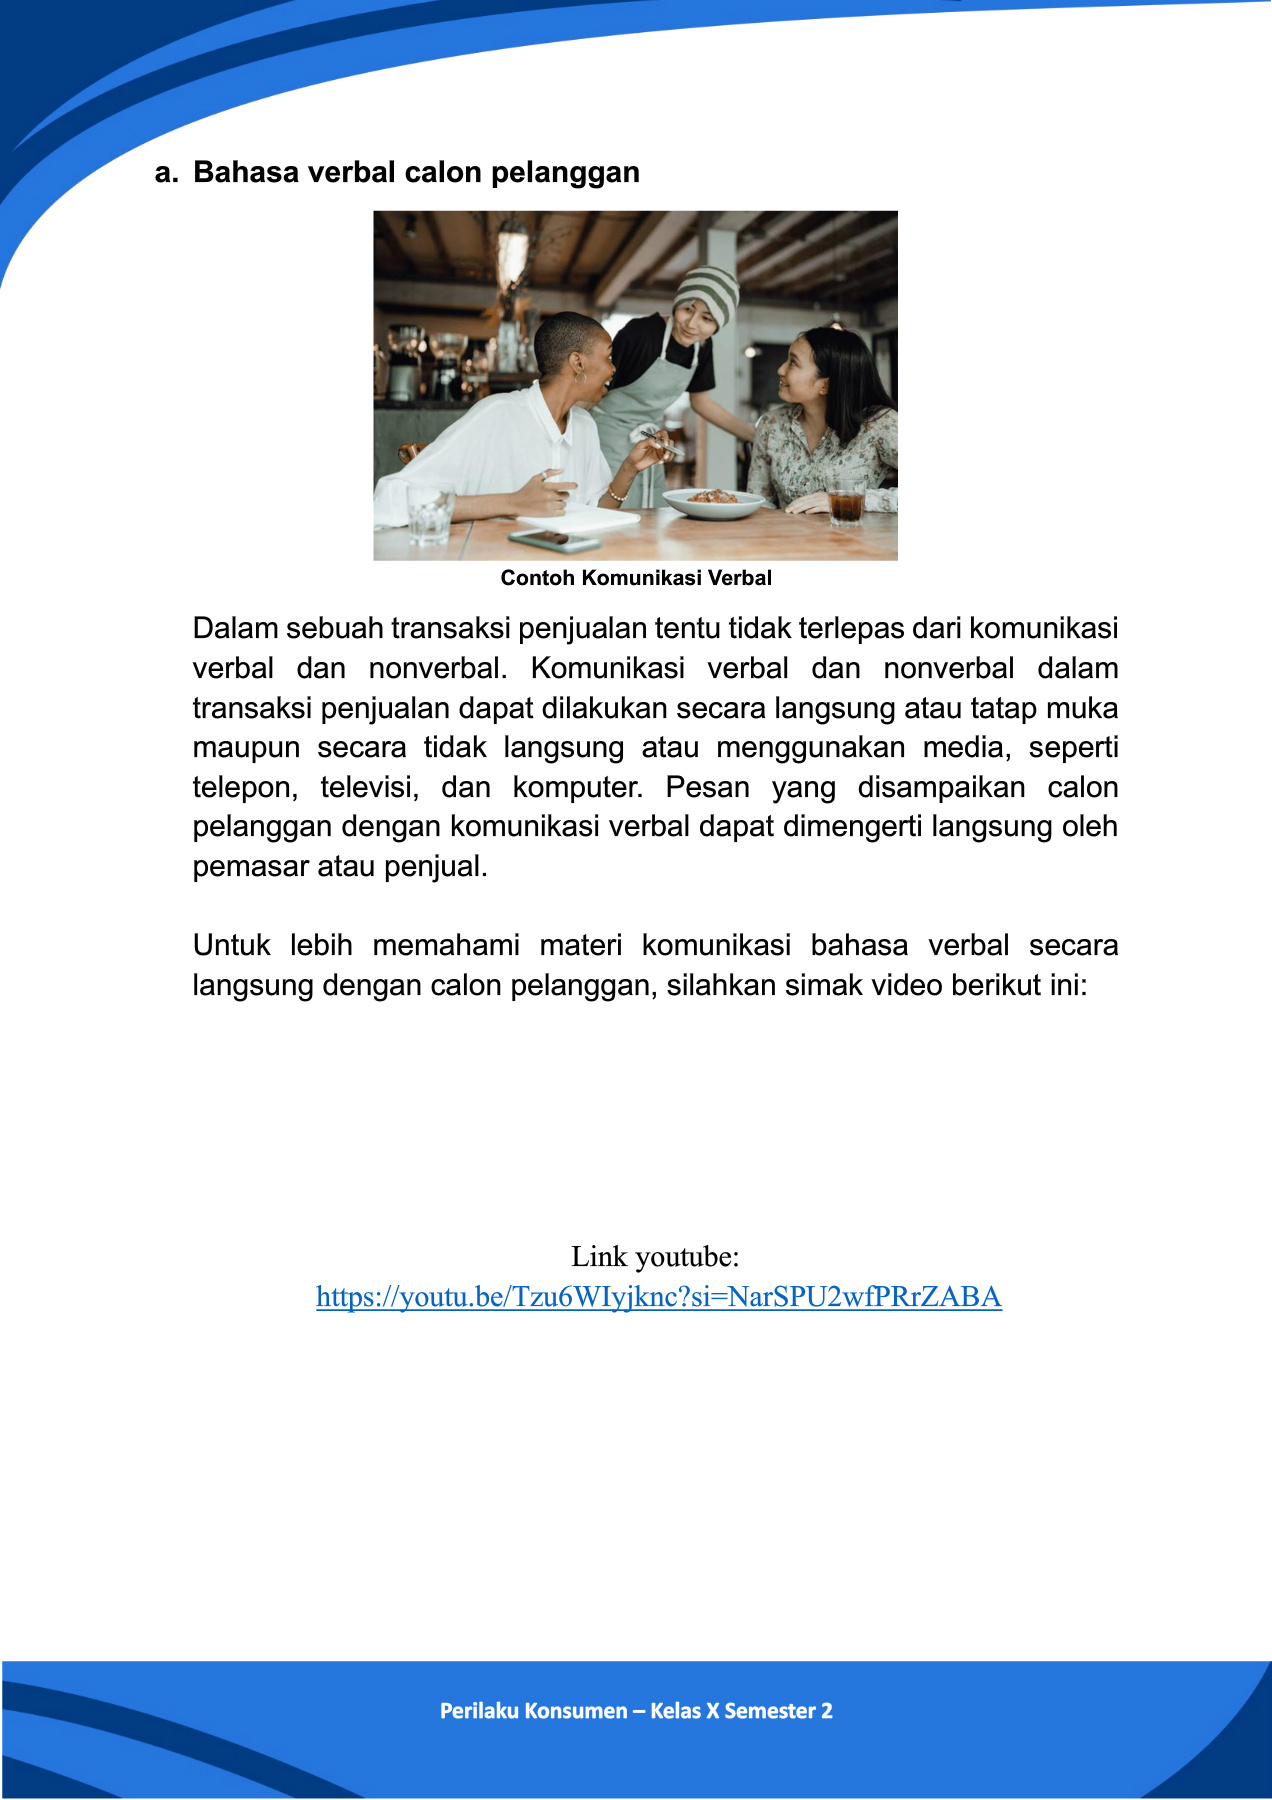 a. Bahasa verbal calon pelanggan
Contoh Komunikasi Verbal
Dalam sebuah transaksi penjualan tentu tidak terlepas dari komunikasi
verbal dan nonverbal. Komunikasi verbal dan nonverbal dalam
transaksi penjualan dapat dilakukan secara langsung atau tatap muka
maupun secara tidak langsung atau menggunakan media, seperti
telepon, televisi, dan komputer. Pesan yang disampaikan calon
pelanggan dengan komunikasi verbal dapat dimengerti langsung oleh
pemasar atau penjual.
Untuk lebih memahami materi komunikasi bahasa verbal secara
langsung dengan calon pelanggan, silahkan simak video berikut ini:
Link youtube:
https://youtu.be/Tzu6WIyjknc?si=NarSPU2wfPRrZABA
Perilaku Konsumen – Kelas X Semester 2